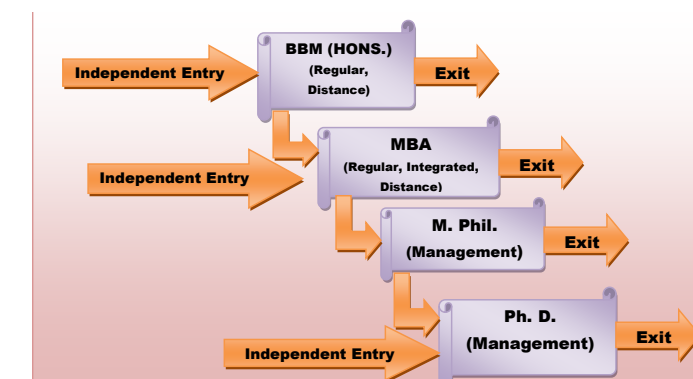 BBM (HONS.)
(Regular,
Distance)
Independent Entry
Exit
MBA
(Regular, Integrated,
Distance)
Independent Entry
Exit
M. Phil.
(Management)
Exit
Ph. D.
(Management)
Independent Entry
Exit